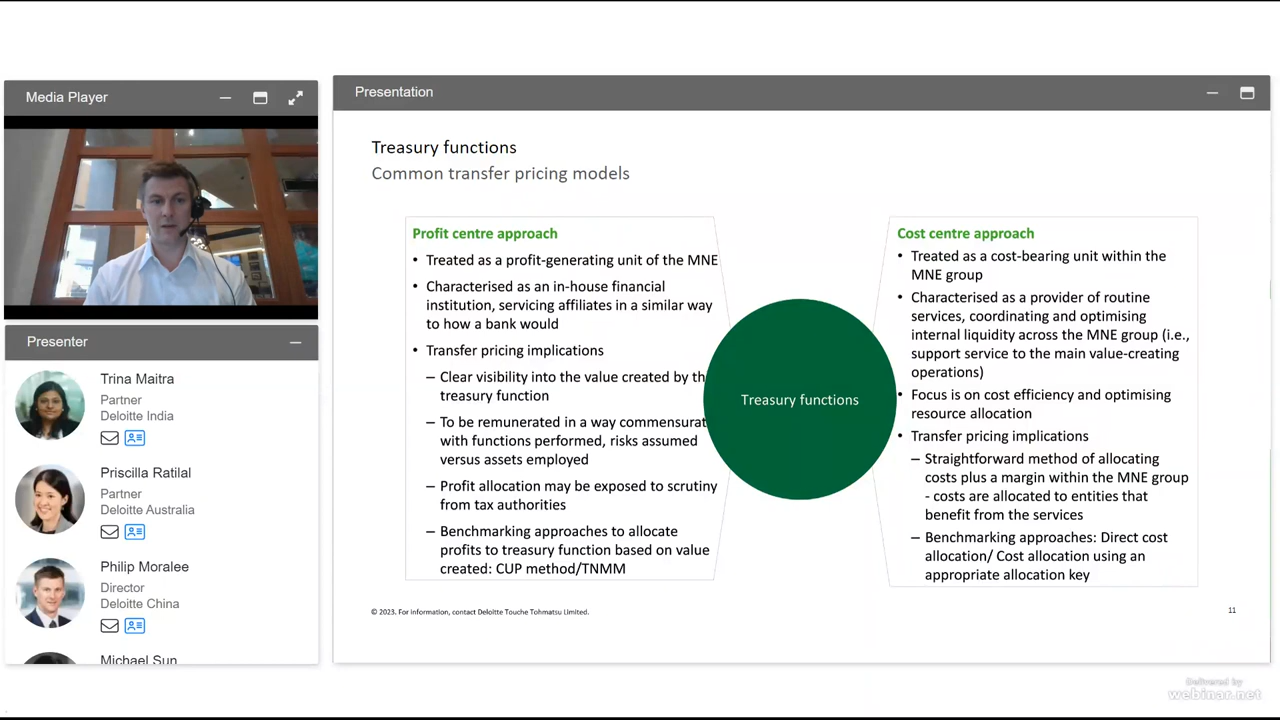 Media Player
Presenter
Trina Maitra
Partner
Deloitte India
Priscilla Ratilal
Partner
Deloitte Australia
Philip Moralee
Director
Deloitte China
Michael Sun
Presentation
Treasury functions
Common transfer pricing models
Profit centre approach
• Treated as a profit-generating unit of the MNE
• Characterised as an in-house financial
institution, servicing affiliates in a similar way
to how a bank would
• Transfer pricing implications
– Clear visibility into the value created by th
treasury function
– To be remunerated in a way commensurat
with functions performed, risks assumed
versus assets employed
– Profit allocation may be exposed to scrutiny
from tax authorities
– Benchmarking approaches to allocate
profits to treasury function based on value
created: CUP method/TNMM
Treasury functions
Cost centre approach
• Treated as a cost-bearing unit within the
MNE group
• Characterised as a provider of routine
services, coordinating and optimising
internal liquidity across the MNE group (i.e.,
support service to the main value-creating
operations)
• Focus is on cost efficiency and optimising
resource allocation
• Transfer pricing implications
– Straightforward method of allocating
costs plus a margin within the MNE group
- costs are allocated to entities that
benefit from the services
– Benchmarking approaches: Direct cost
allocation/ Cost allocation using an
appropriate allocation key
© 2023. For information, contact Deloitte Touche Tohmatsu Limited.
11
Delivered by
webinar.net